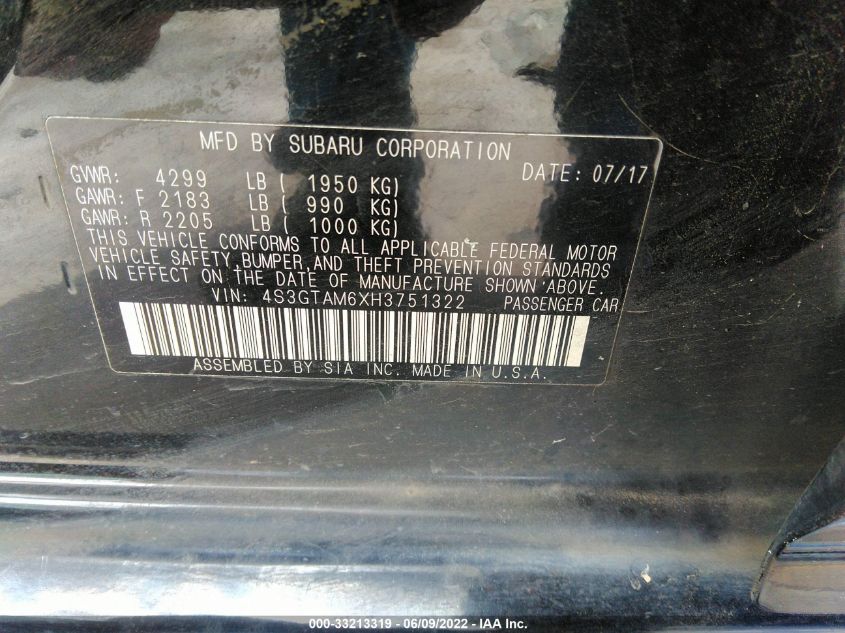 MFD BY SUBARU CORPORATION
GVWR: 4299 LB ( 1950 KG) DATE: 07/17
GAWR: F 2183 LB ( 990 KG)
GAWR: R 2205 LB ( 1000 KG)
THIS VEHICLE CONFORMS TO ALL APPLICABLE FEDERAL MOTOR
VEHICLE SAFETY, BUMPER, AND THEFT PREVENTION STANDARDS
IN EFFECT ON THE DATE OF MANUFACTURE SHOWN ABOVE.
VIN: 4S3GTAM6XH3751322 PASSENGER CAR
ASSEMBLED BY SIA INC. MADE IN U.S.A.
000-33213319 - 06/09/2022 - IAA Inc.